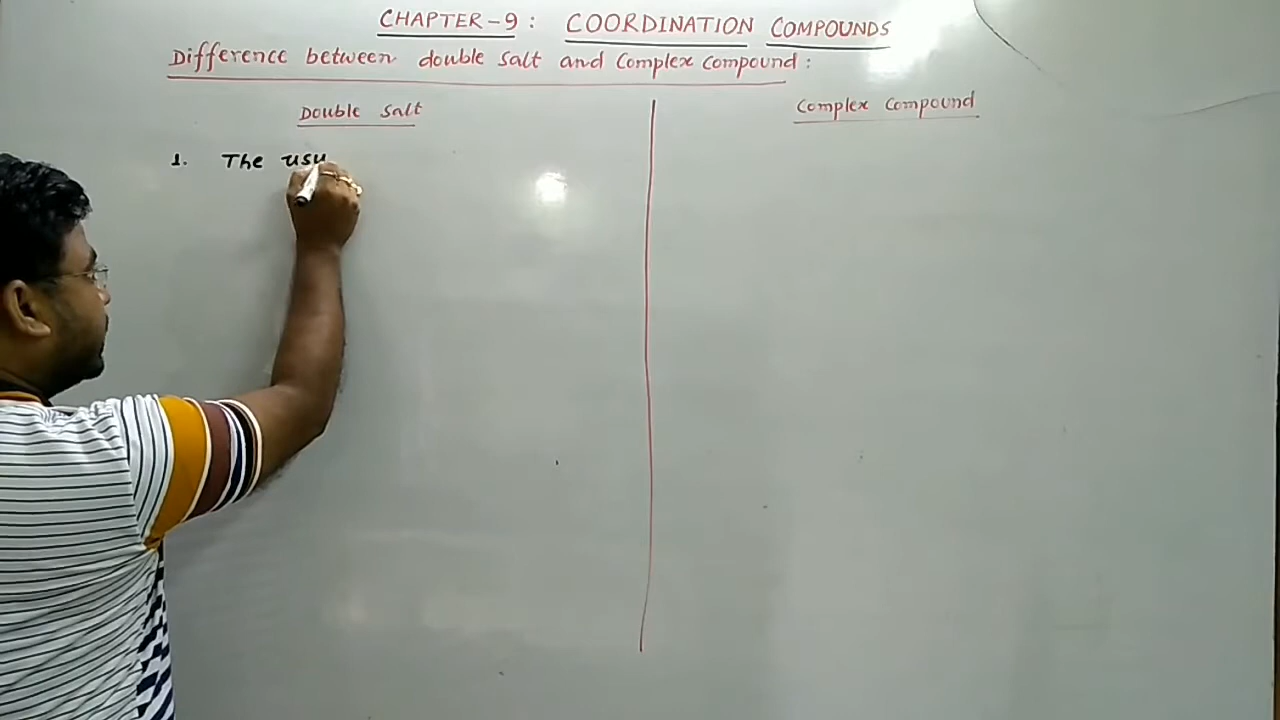 CHAPTER-9: COORDINATION COMPOUNDS
Difference between double salt and Complex Compound:
Double Salt
Complex Compound
1. The usu